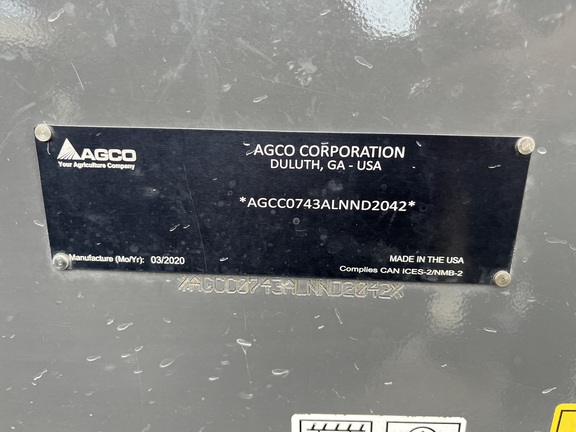 AGCO
Your Agriculture Company
AGCO CORPORATION
DULUTH, GA - USA
*AGCC0743ALNND2042*
Manufacture (Mo/Yr): 03/2020
MADE IN THE USA
Complies CAN ICES-2/NMB-2
*AGCC0743ALNND2042*